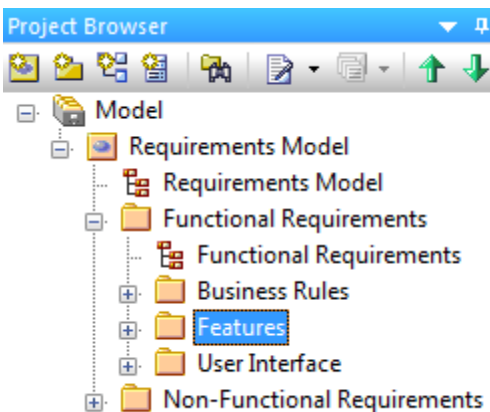 Project Browser
Model
Requirements Model
Requirements Model
Functional Requirements
Functional Requirements
Business Rules
Features
User Interface
Non-Functional Requirements